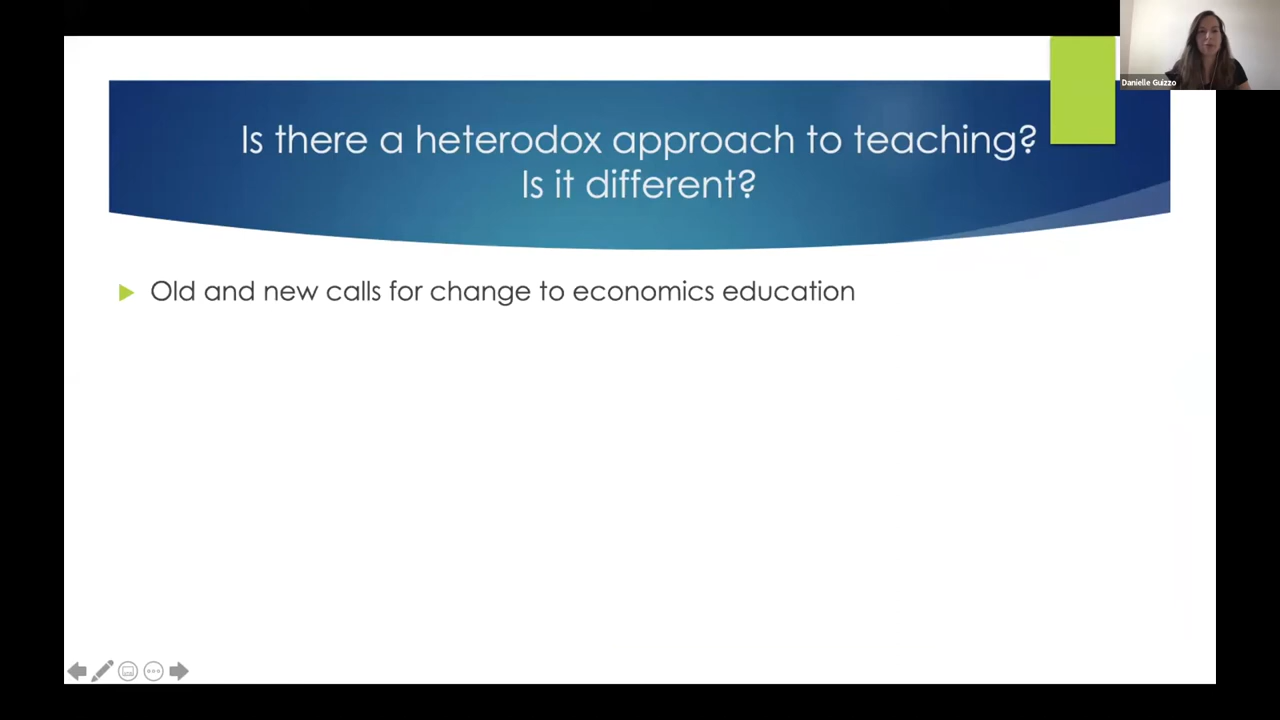 Danielle Guizzo
Is there a heterodox approach to teaching?
Is it different?
Old and new calls for change to economics education